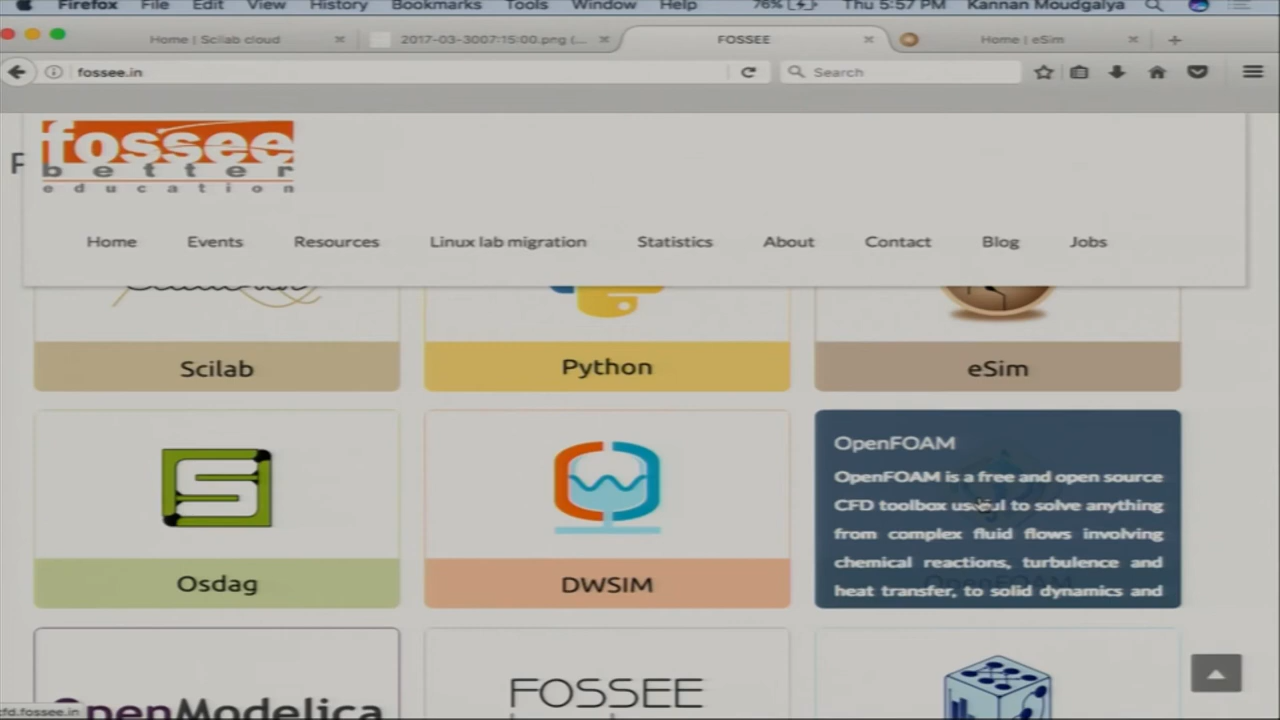 Firefox File Edit View History Bookmarks Tools Window Help 76% Thu 5:57 PM Kannan Moudgalya
Home | Scilab cloud 2017-03-3007:15:00.png (... FOSSEE Home | eSim
fossee.in Search
fossee
better
education
Home Events Resources Linux lab migration Statistics About Contact Blog Jobs
Scilab Python eSim
OpenFOAM
OpenFOAM is a free and open source
CFD toolbox useful to solve anything
from complex fluid flows involving
chemical reactions, turbulence and
heat transfer, to solid dynamics and
Osdag DWSIM OpenFOAM
OpenModelica FOSSEE
cfd.fossee.in